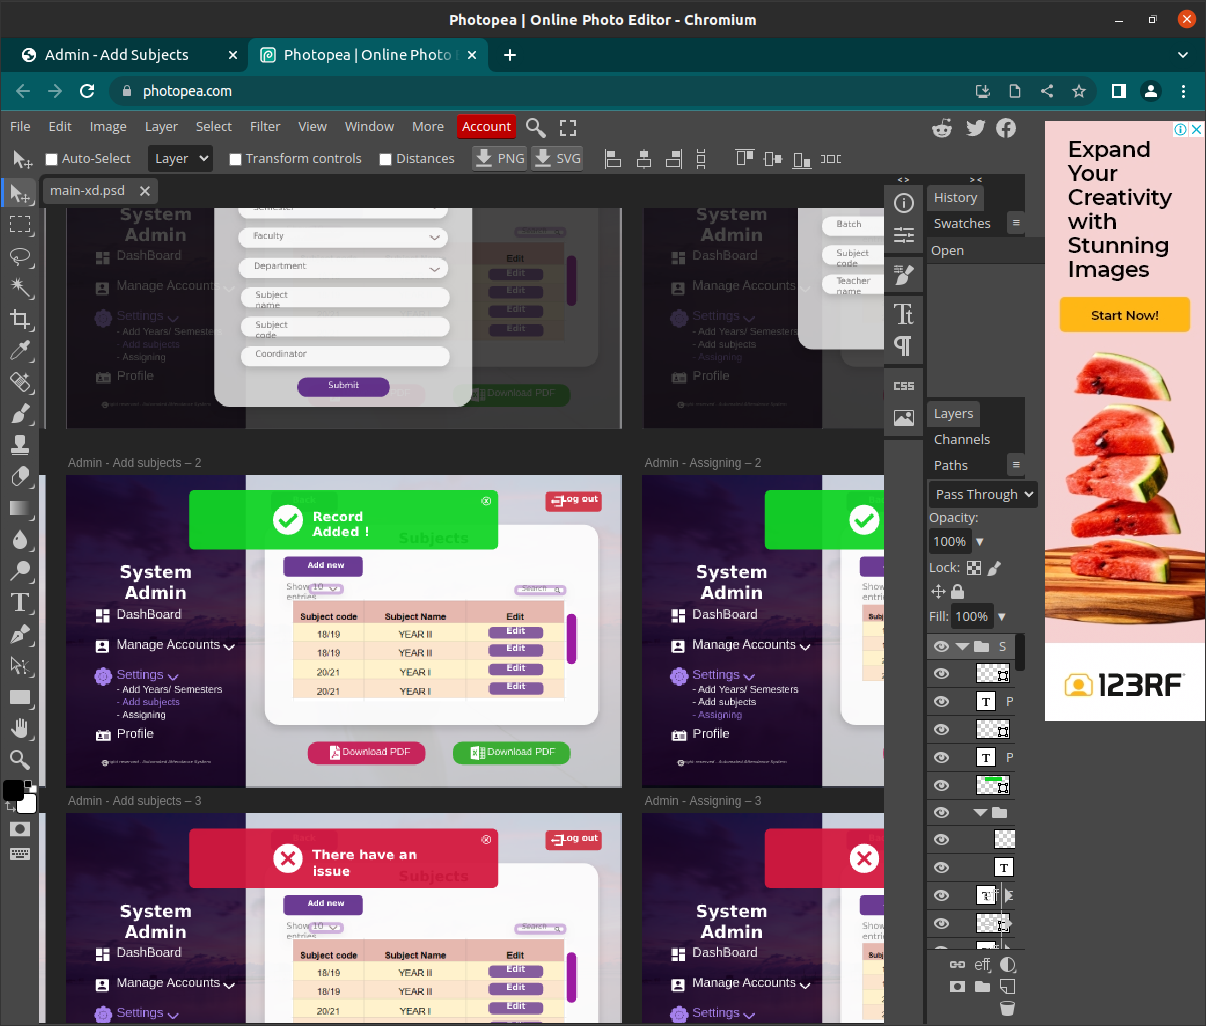 Photopea | Online Photo Editor - Chromium
Admin - Add Subjects
Photopea | Online Photo
photopea.com
File Edit Image Layer Select Filter View Window More Account
Auto-Select Layer Transform controls Distances PNG SVG
main-xd.psd
< > > <
History
Swatches
Open
CSS
Layers
Channels
Paths
Pass Through
Opacity:
100%
Lock:
Fill: 100%
S
T P
T P
T
eff
System
Admin
DashBoard
Manage Accounts
Settings
- Add Years/ Semesters
- Add subjects
- Assigning
Profile
Semester
Faculty
Department
Subject
name
Subject
code
Coordinator
Submit
Edit
Edit
Edit
Edit
Edit
Download PDF
System
Admin
DashBoard
Manage Accounts
Settings
- Add Years/ Semesters
- Add subjects
- Assigning
Profile
Batch
Subject
code
Teacher
name
Admin - Add subjects – 2
Record
Added !
Log out
Subjects
Add new
Show 10
entries
Search
Subject code Subject Name Edit
18/19 YEAR II Edit
18/19 YEAR III Edit
20/21 YEAR II Edit
20/21 YEAR II Edit
System
Admin
DashBoard
Manage Accounts
Settings
- Add Years/ Semesters
- Add subjects
- Assigning
Profile
Download PDF Download PDF
Admin - Assigning – 2
System
Admin
DashBoard
Manage Accounts
Settings
- Add Years/ Semesters
- Add subjects
- Assigning
Profile
Admin - Add subjects – 3
There have an
issue
Log out
Subjects
Add new
Show 10
entries
Search
Subject code Subject Name Edit
18/19 YEAR II Edit
18/19 YEAR III Edit
20/21 YEAR II Edit
System
Admin
DashBoard
Manage Accounts
Settings
Admin - Assigning – 3
System
Admin
DashBoard
Manage Accounts
Settings
Expand
Your
Creativity
with
Stunning
Images
Start Now!
123RF